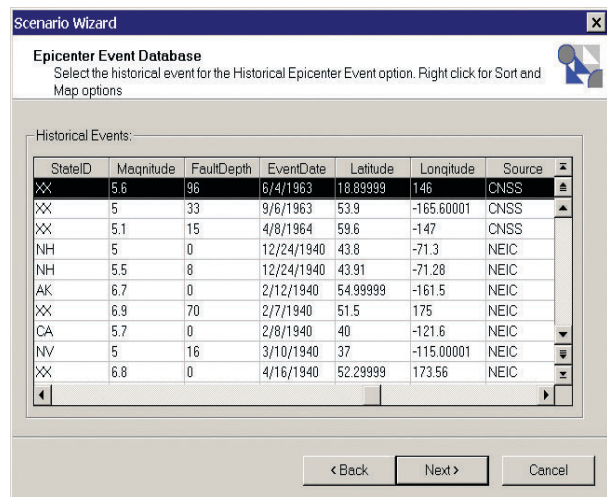 Scenario Wizard
Epicenter Event Database
Select the historical event for the Historical Epicenter Event option. Right click for Sort and
Map options
Historical Events:
StateID Magnitude FaultDepth EventDate Latitude Longitude Source
XX 5.6 96 6/4/1963 18.89999 146 CNSS
XX 5 33 9/6/1963 53.9 -165.60001 CNSS
XX 5.1 15 4/8/1964 59.6 -147 CNSS
NH 5 0 12/24/1940 43.8 -71.3 NEIC
NH 5.5 8 12/24/1940 43.91 -71.28 NEIC
AK 6.7 0 2/12/1940 54.99999 -161.5 NEIC
XX 6.9 70 2/7/1940 51.5 175 NEIC
CA 5.7 0 2/8/1940 40 -121.6 NEIC
NV 5 16 3/10/1940 37 -115.00001 NEIC
XX 6.8 0 4/16/1940 52.29999 173.56 NEIC
< Back Next > Cancel